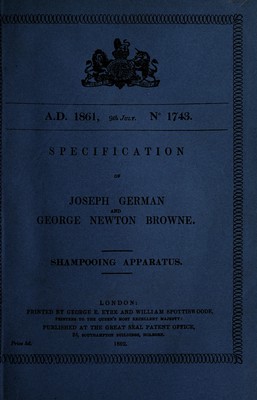 A.D. 1861, 9th JULY. No 1743.
SPECIFICATION
OF
JOSEPH GERMAN
AND
GEORGE NEWTON BROWNE.
SHAMPOOING APPARATUS.
LONDON:
PRINTED BY GEORGE E. EYRE AND WILLIAM SPOTTISWOODE,
PRINTERS TO THE QUEEN'S MOST EXCELLENT MAJESTY:
PUBLISHED AT THE GREAT SEAL PATENT OFFICE,
25, SOUTHAMPTON BUILDINGS, HOLBORN.
Price 3d.
1862.